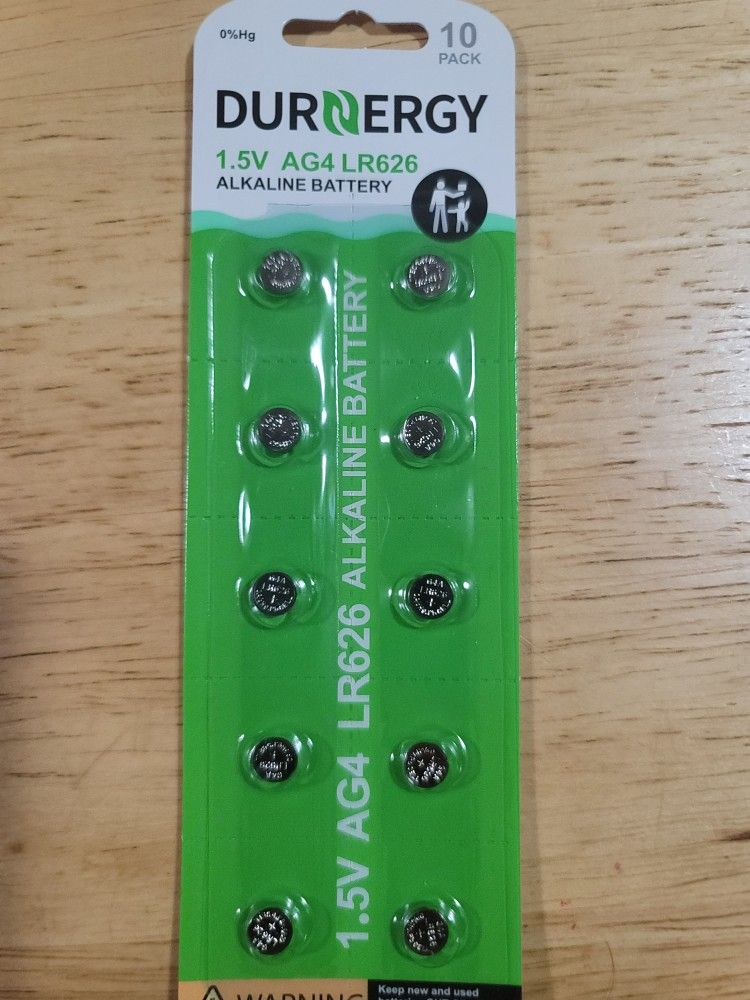 0%Hg
10
PACK
DURNERGY
1.5V AG4 LR626
ALKALINE BATTERY
1.5V AG4 LR626 ALKALINE BATTERY
WARNING
Keep new and used